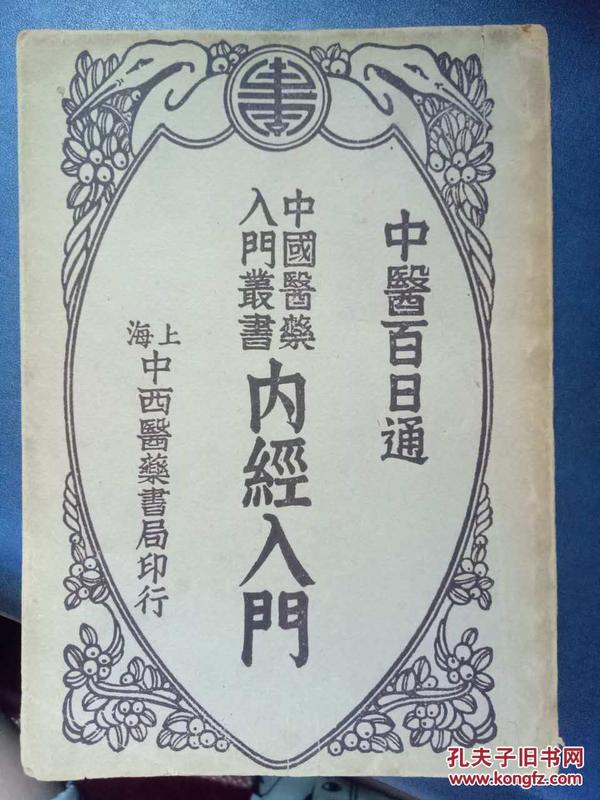 中醫百日通
中國醫藥
入門叢書
内經入門
上海
中西醫藥書局印行
孔夫子旧书网
www.kongfz.com